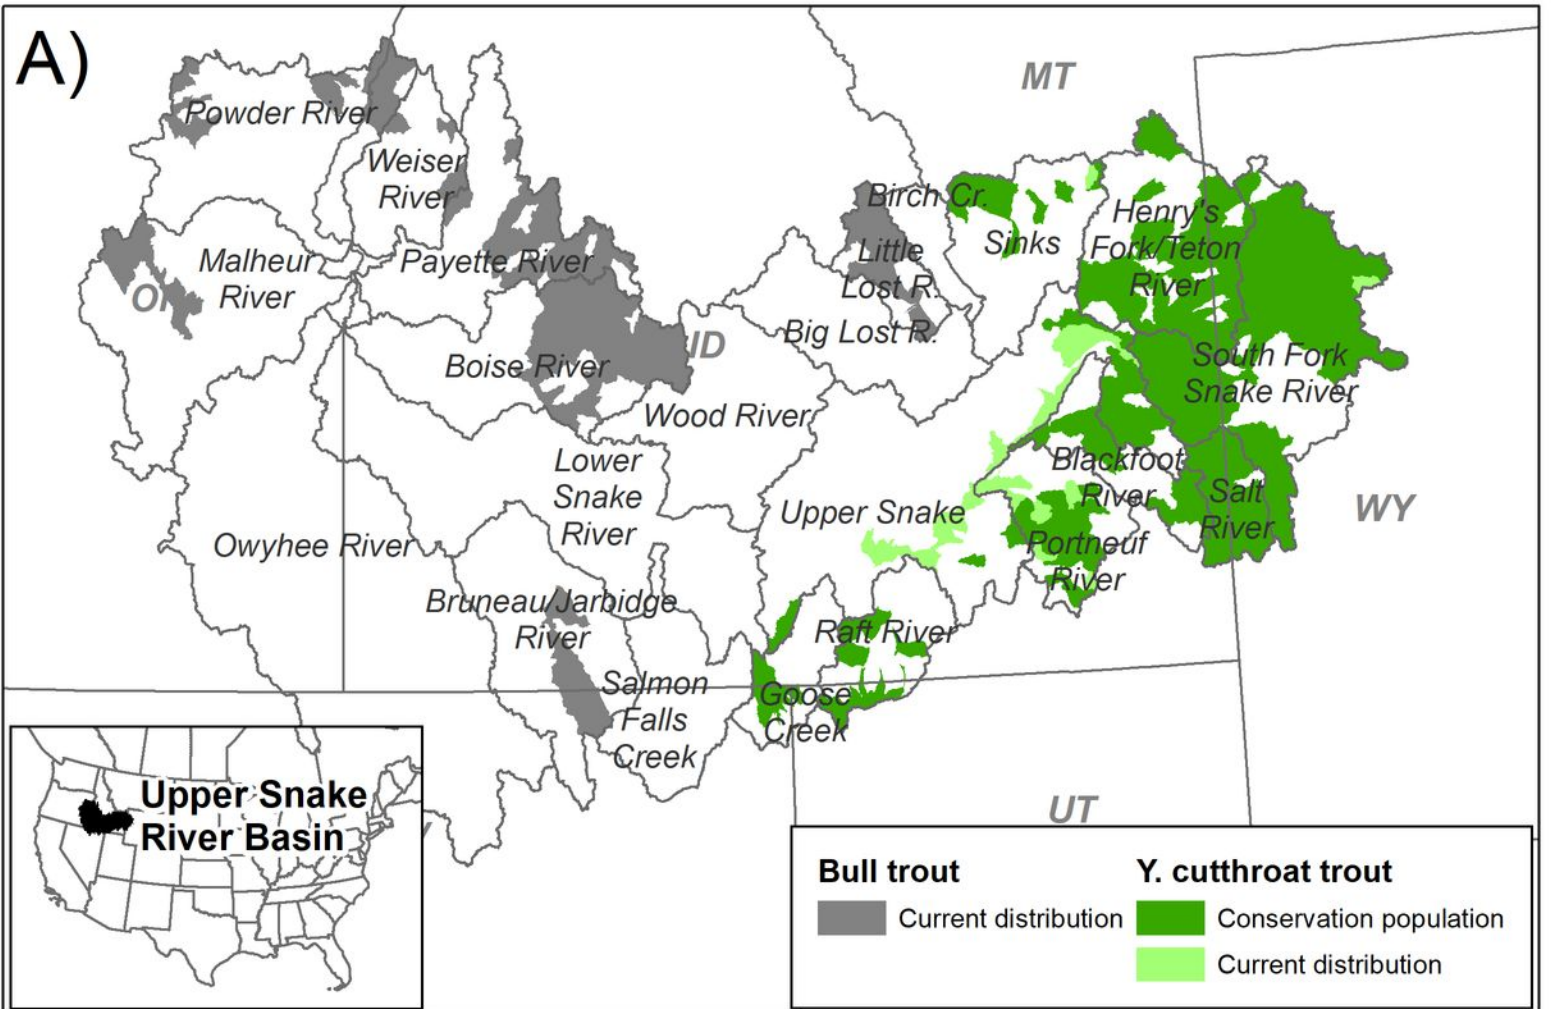 A)
MT
Powder River
Weiser
River
Birch Cr.
Henry's
Fork/Teton
River
Sinks
Little
Lost R.
Malheur
River
Payette River
Big Lost R.
ID
South Fork
Snake River
Boise River
Wood River
Blackfoot
River
Lower
Snake
River
Upper Snake
Salt
River
WY
Owyhee River
Portneuf
River
Bruneau/Jarbidge
River
Raft River
Salmon
Falls
Creek
Goose
Creek
UT
Upper Snake
River Basin
Bull trout
Current distribution
Y. cutthroat trout
Conservation population
Current distribution